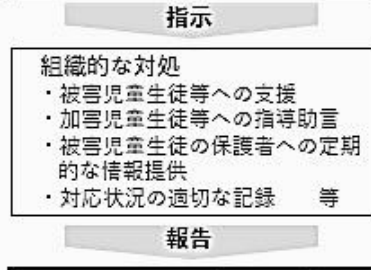 指示
組織的な対処
・被害児童生徒等への支援
・加害児童生徒等への指導助言
・被害児童生徒の保護者への定期
的な情報提供
・対応状況の適切な記録　等
報告